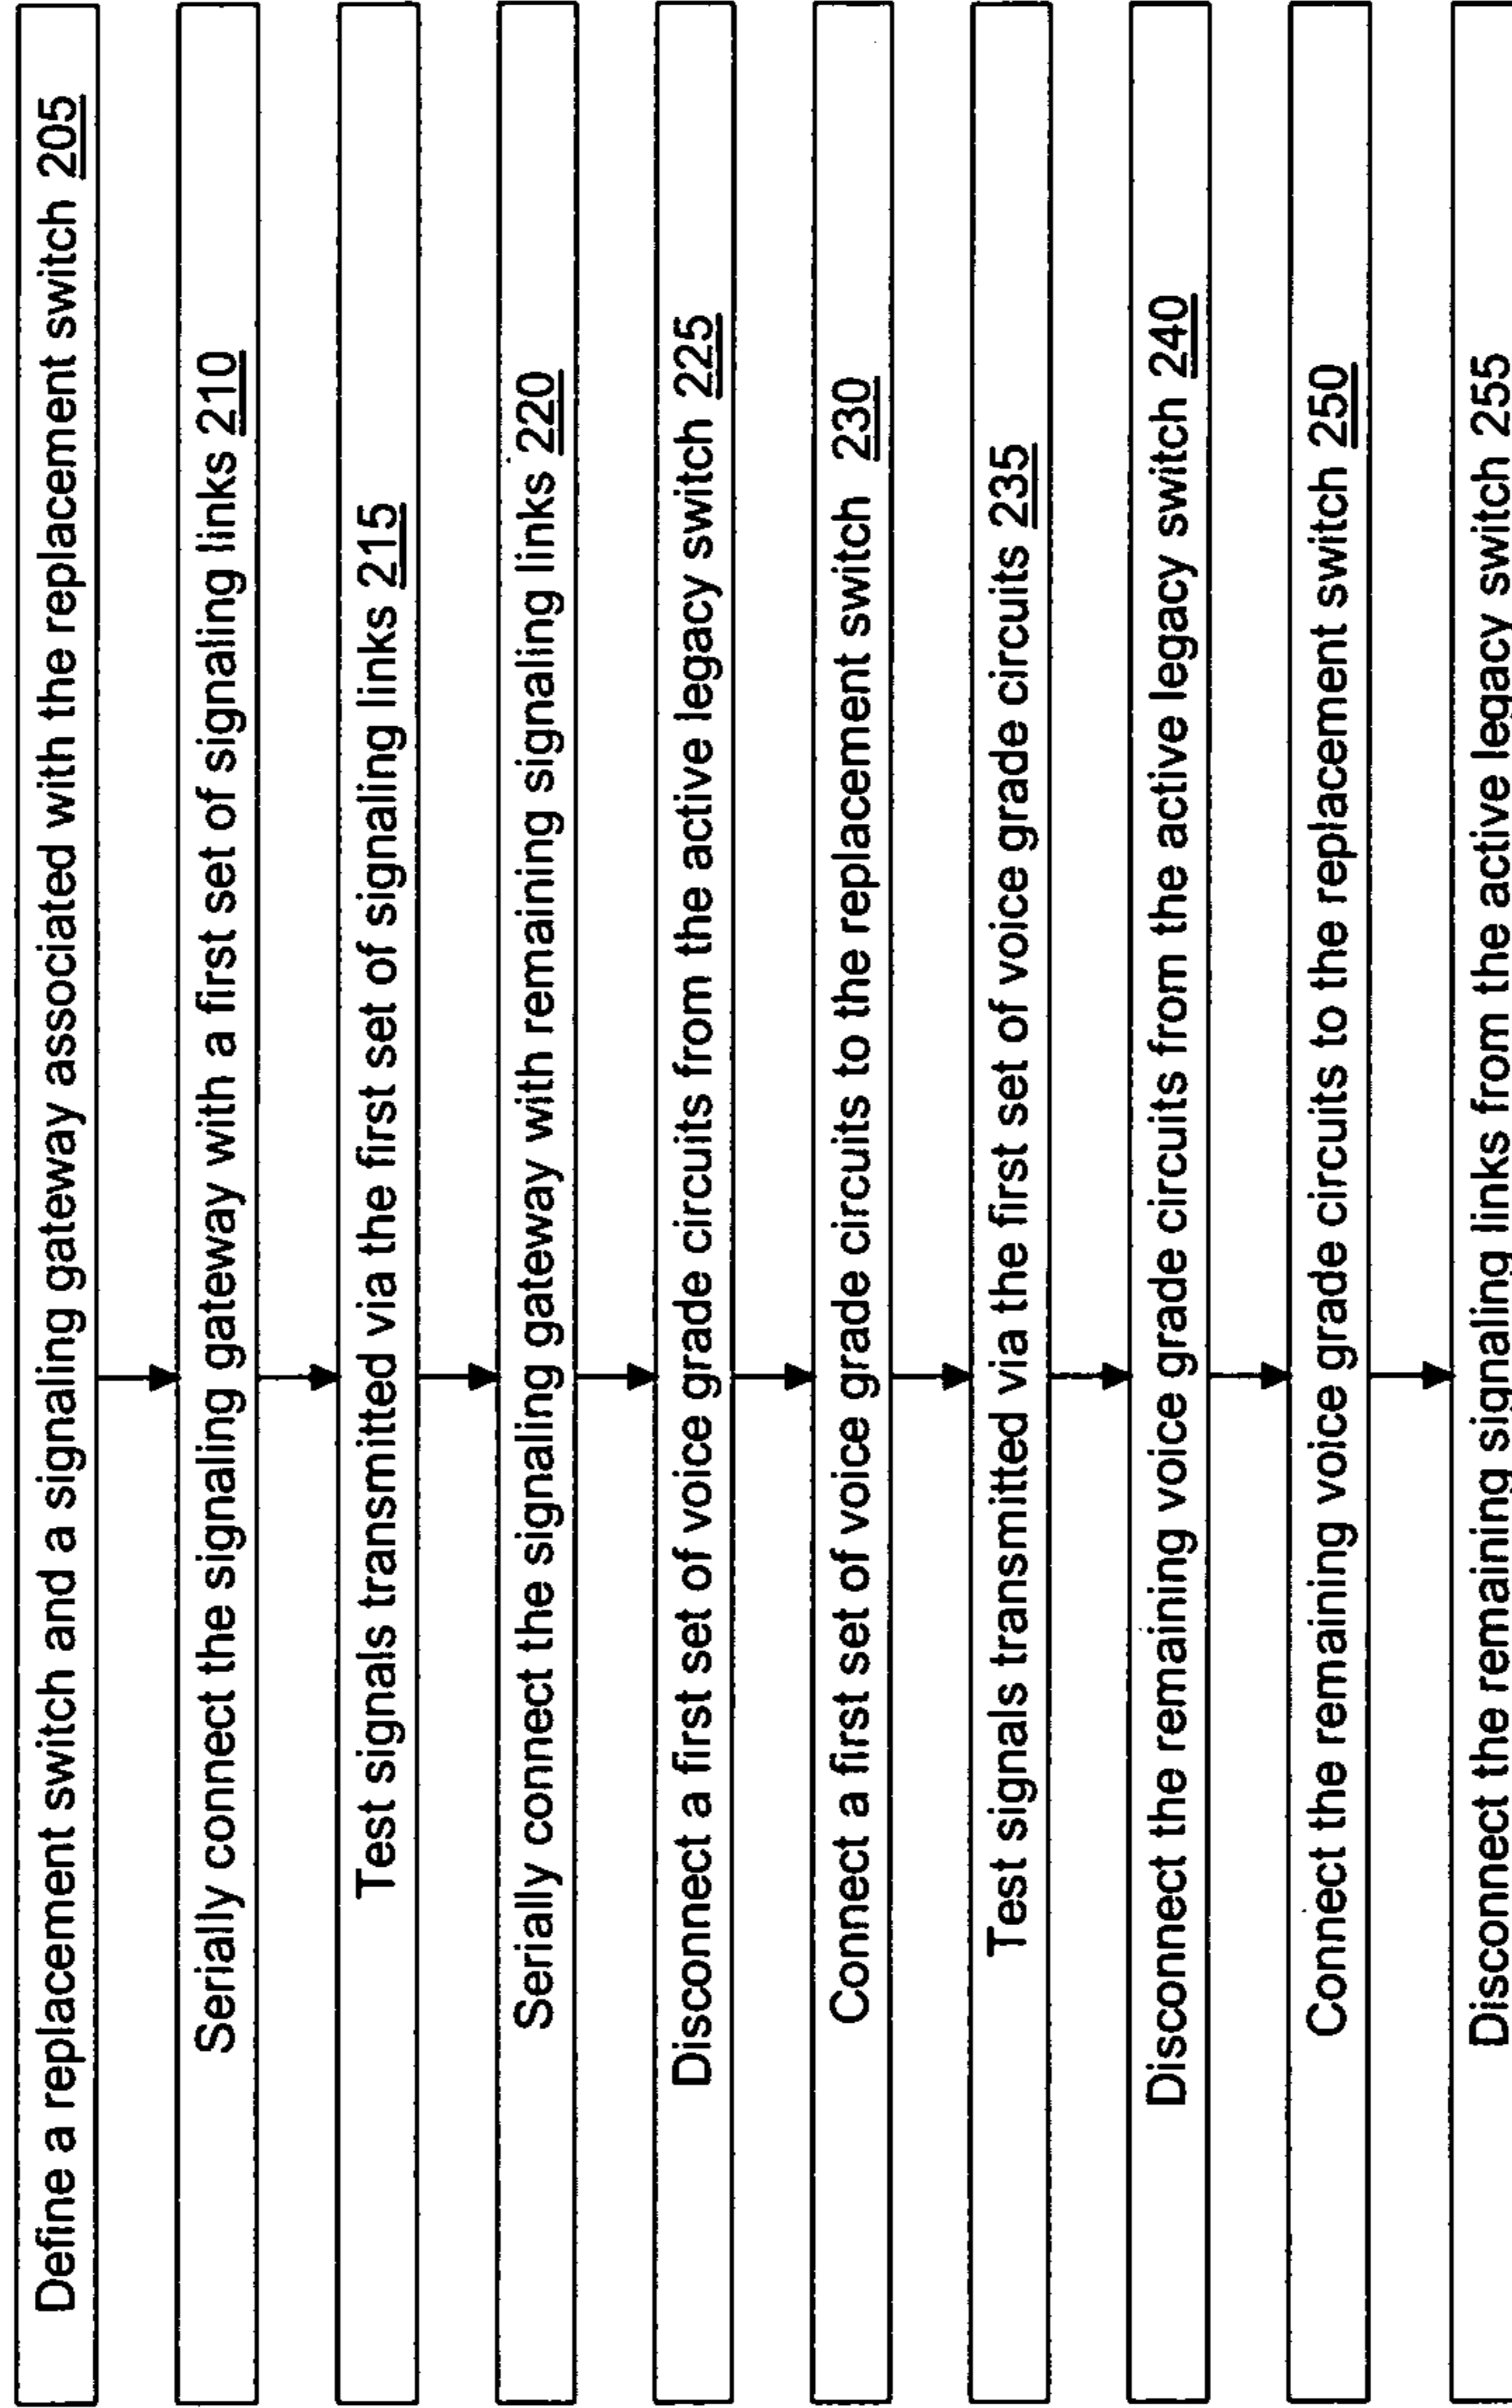 Define a replacement switch and a signaling gateway associated with the replacement switch 205
Serially connect the signaling gateway with a first set of signaling links 210
Test signals transmitted via the first set of signaling links 215
Serially connect the signaling gateway with remaining signaling links 220
Disconnect a first set of voice grade circuits from the active legacy switch 225
Connect a first set of voice grade circuits to the replacement switch 230
Test signals transmitted via the first set of voice grade circuits 235
Disconnect the remaining voice grade circuits from the active legacy switch 240
Connect the remaining voice grade circuits to the replacement switch 250
Disconnect the remaining signaling links from the active legacy switch 255